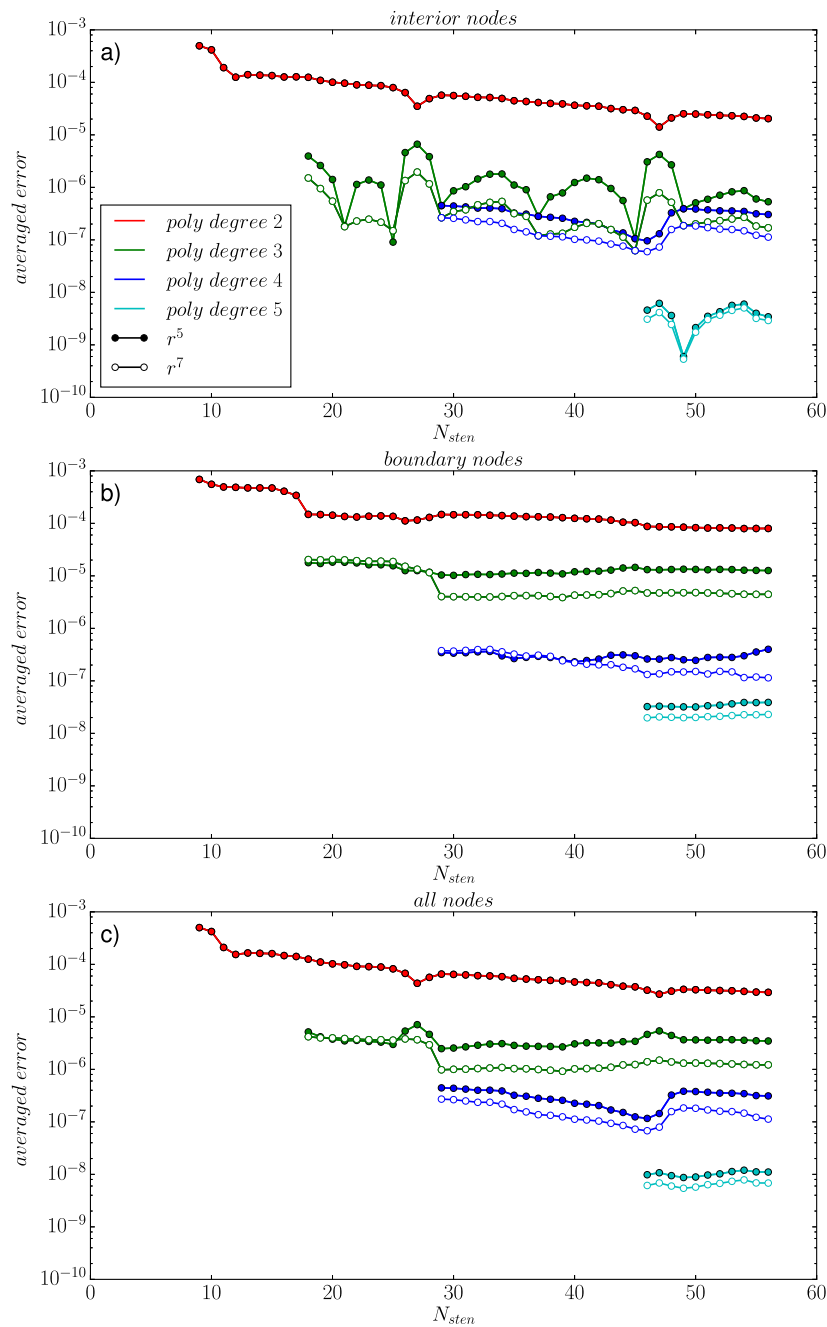 interior nodes
a)
averaged error
10⁻³
10⁻⁴
10⁻⁵
10⁻⁶
10⁻⁷
10⁻⁸
10⁻⁹
10⁻¹⁰
poly degree 2
poly degree 3
poly degree 4
poly degree 5
r⁵
r⁷
0 10 20 30 40 50 60
N_sten
boundary nodes
b)
averaged error
10⁻³
10⁻⁴
10⁻⁵
10⁻⁶
10⁻⁷
10⁻⁸
10⁻⁹
10⁻¹⁰
0 10 20 30 40 50 60
N_sten
all nodes
c)
averaged error
10⁻³
10⁻⁴
10⁻⁵
10⁻⁶
10⁻⁷
10⁻⁸
10⁻⁹
10⁻¹⁰
0 10 20 30 40 50 60
N_sten